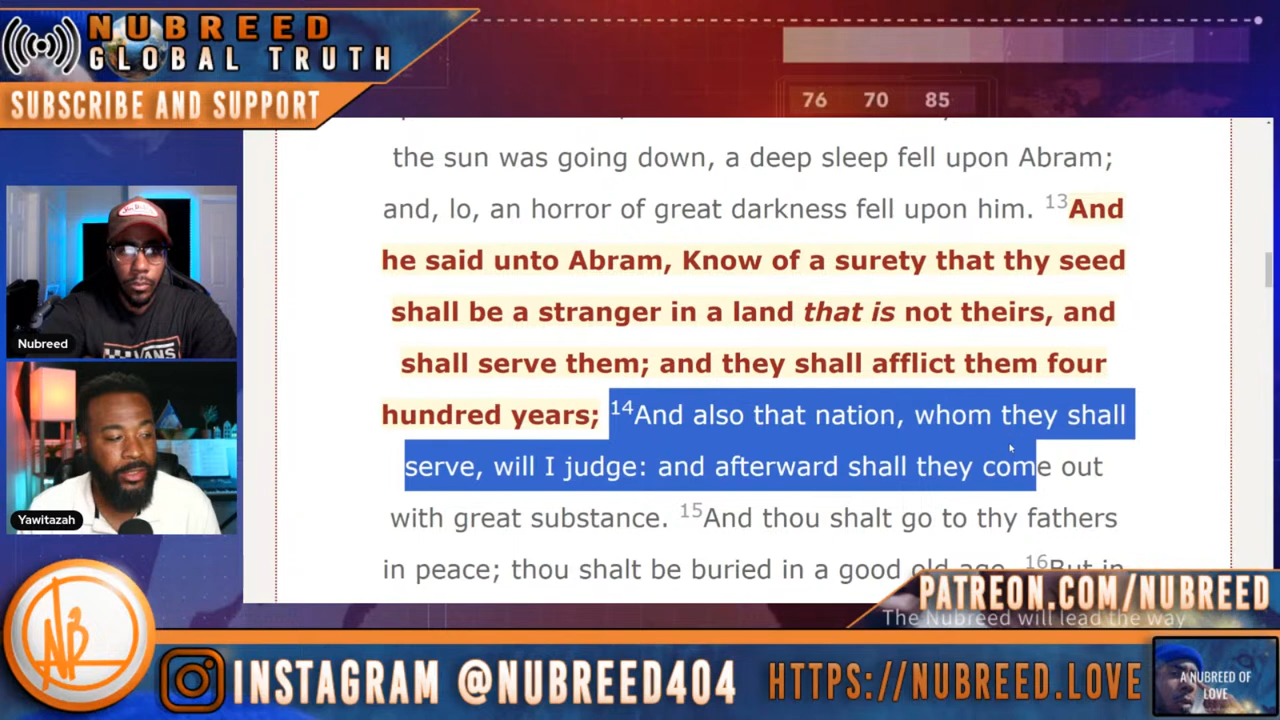 NUBREED
GLOBAL TRUTH
SUBSCRIBE AND SUPPORT
76 70 85
the sun was going down, a deep sleep fell upon Abram;
and, lo, an horror of great darkness fell upon him. 13And
he said unto Abram, Know of a surety that thy seed
shall be a stranger in a land that is not theirs, and
shall serve them; and they shall afflict them four
hundred years; 14And also that nation, whom they shall
serve, will I judge: and afterward shall they come out
with great substance. 15And thou shalt go to thy fathers
in peace; thou shalt be buried in a good old age. 16But in
Nubreed
VANS
Yawitazah
PATREON.COM/NUBREED
The Nubreed will lead the way
NB
INSTAGRAM @NUBREED404
HTTPS://NUBREED.LOVE
A NUBREED OF
LOVE